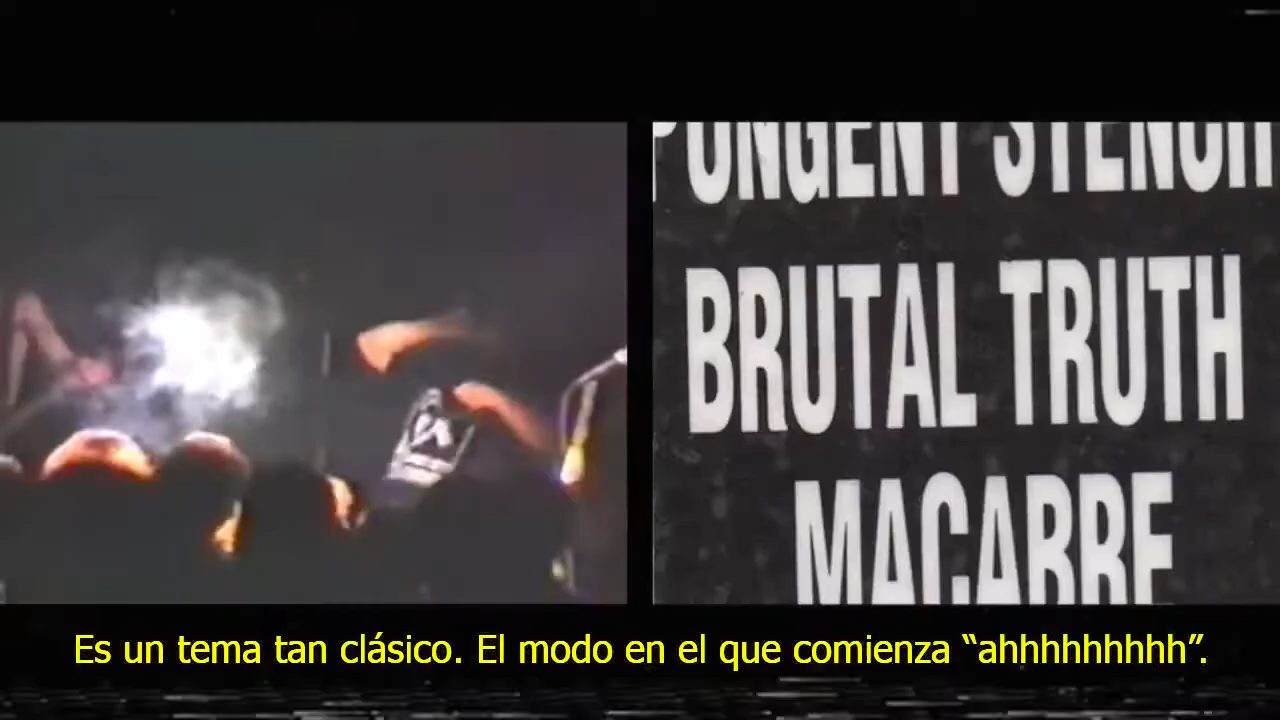 PUNGENT STENCH
BRUTAL TRUTH
MACABRE
Es un tema tan clásico. El modo en el que comienza “ahhhhhhhhh”.